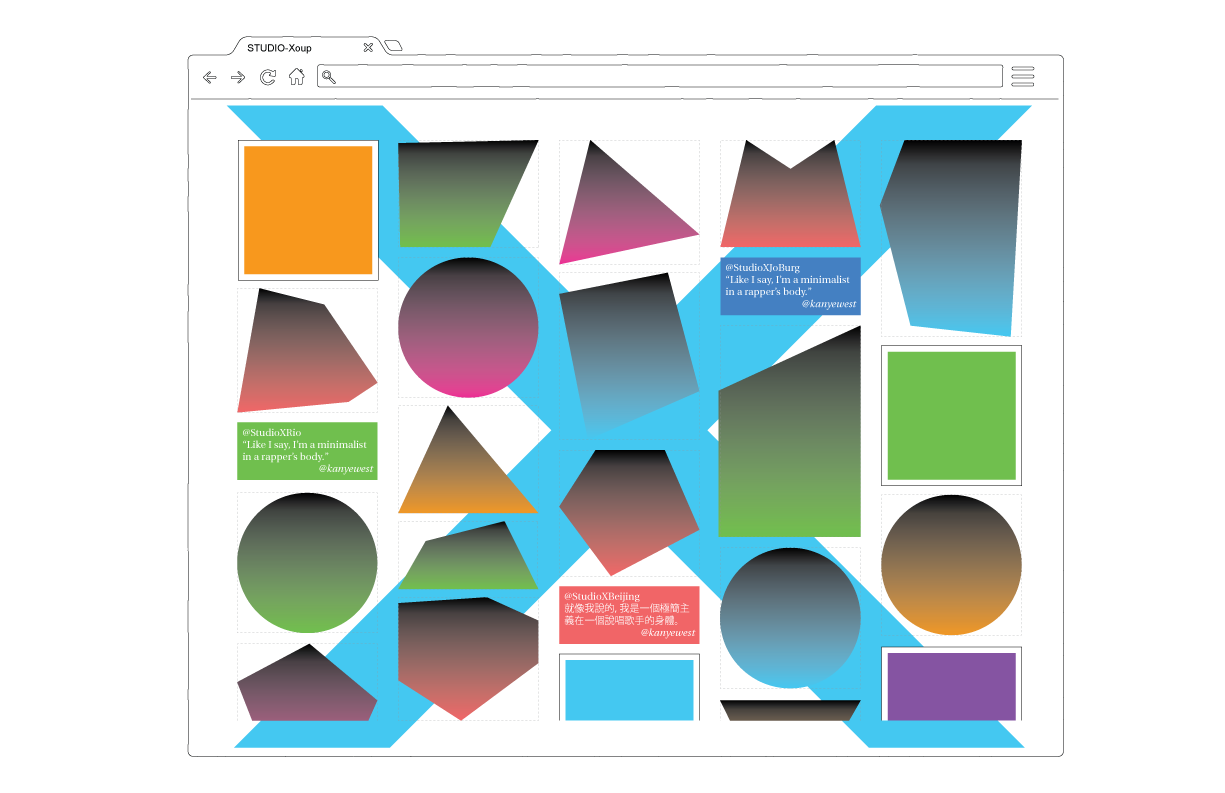 STUDIO-Xoup
@StudioXJoBurg
"Like I say, I'm a minimalist
in a rapper's body."
@kanyewest
@StudioXRio
"Like I say, I'm a minimalist
in a rapper's body."
@kanyewest
@StudioXBeijing
就像我說的, 我是一個極簡主
義在一個說唱歌手的身體。
@kanyewest